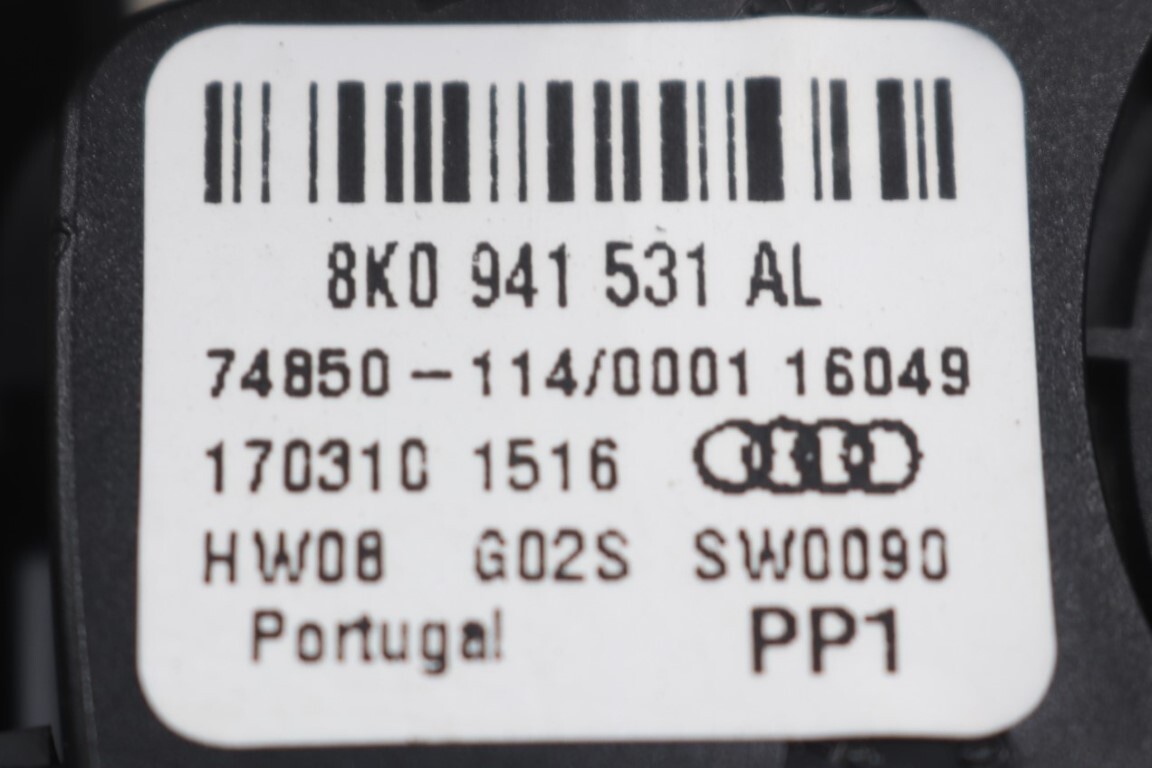 8K0 941 531 AL
74850-114/0001 16049
170310 1516
HW08 G02S SW0090
Portugal PP1